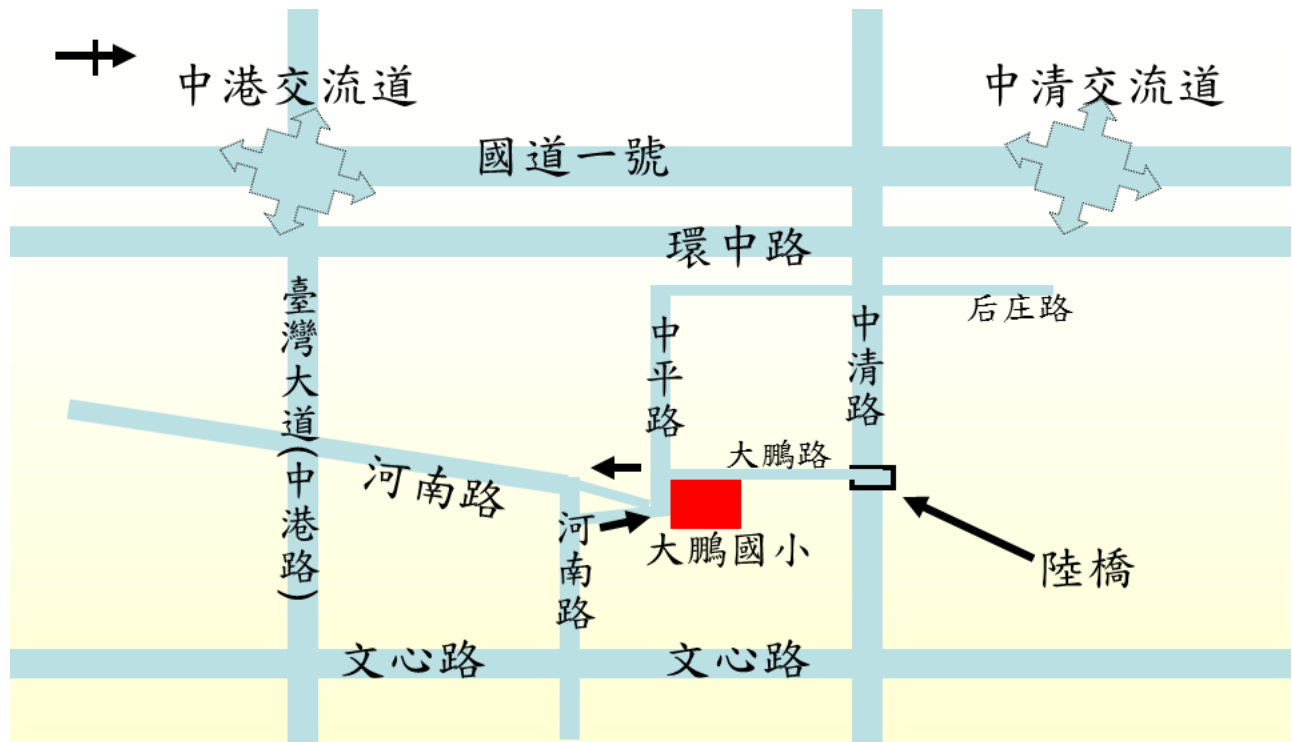 中港交流道
中清交流道
國道一號
環中路
臺灣大道(中港路)
后庄路
中平路
中清路
大鵬路
河南路
河南路
大鵬國小
陸橋
文心路
文心路